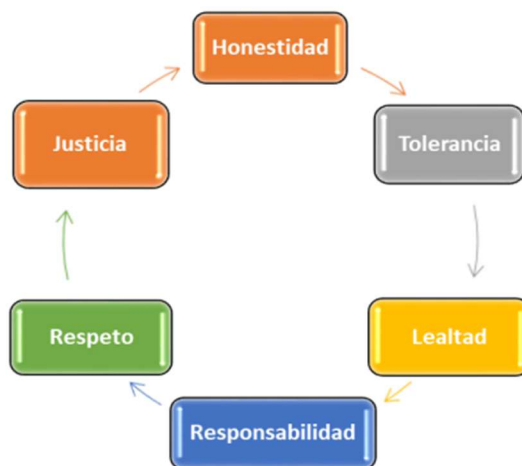 Honestidad
Tolerancia
Lealtad
Responsabilidad
Respeto
Justicia